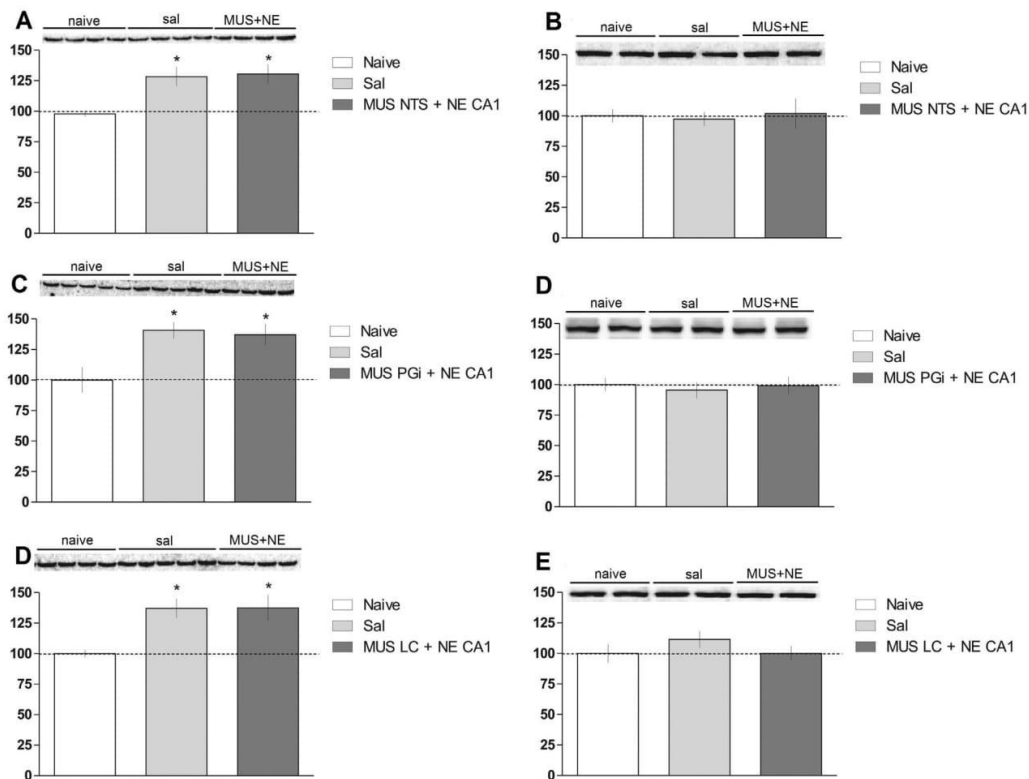 A
naive sal MUS+NE
150
125
100
75
50
25
0
* *
Naive
Sal
MUS NTS + NE CA1
B
naive sal MUS+NE
150
125
100
75
50
25
0
Naive
Sal
MUS NTS + NE CA1
C
naive sal MUS+NE
150
125
100
75
50
25
0
* *
Naive
Sal
MUS PGi + NE CA1
D
naive sal MUS+NE
150
125
100
75
50
25
0
Naive
Sal
MUS PGi + NE CA1
D
naive sal MUS+NE
150
125
100
75
50
25
0
* *
Naive
Sal
MUS LC + NE CA1
E
naive sal MUS+NE
150
125
100
75
50
25
0
Naive
Sal
MUS LC + NE CA1